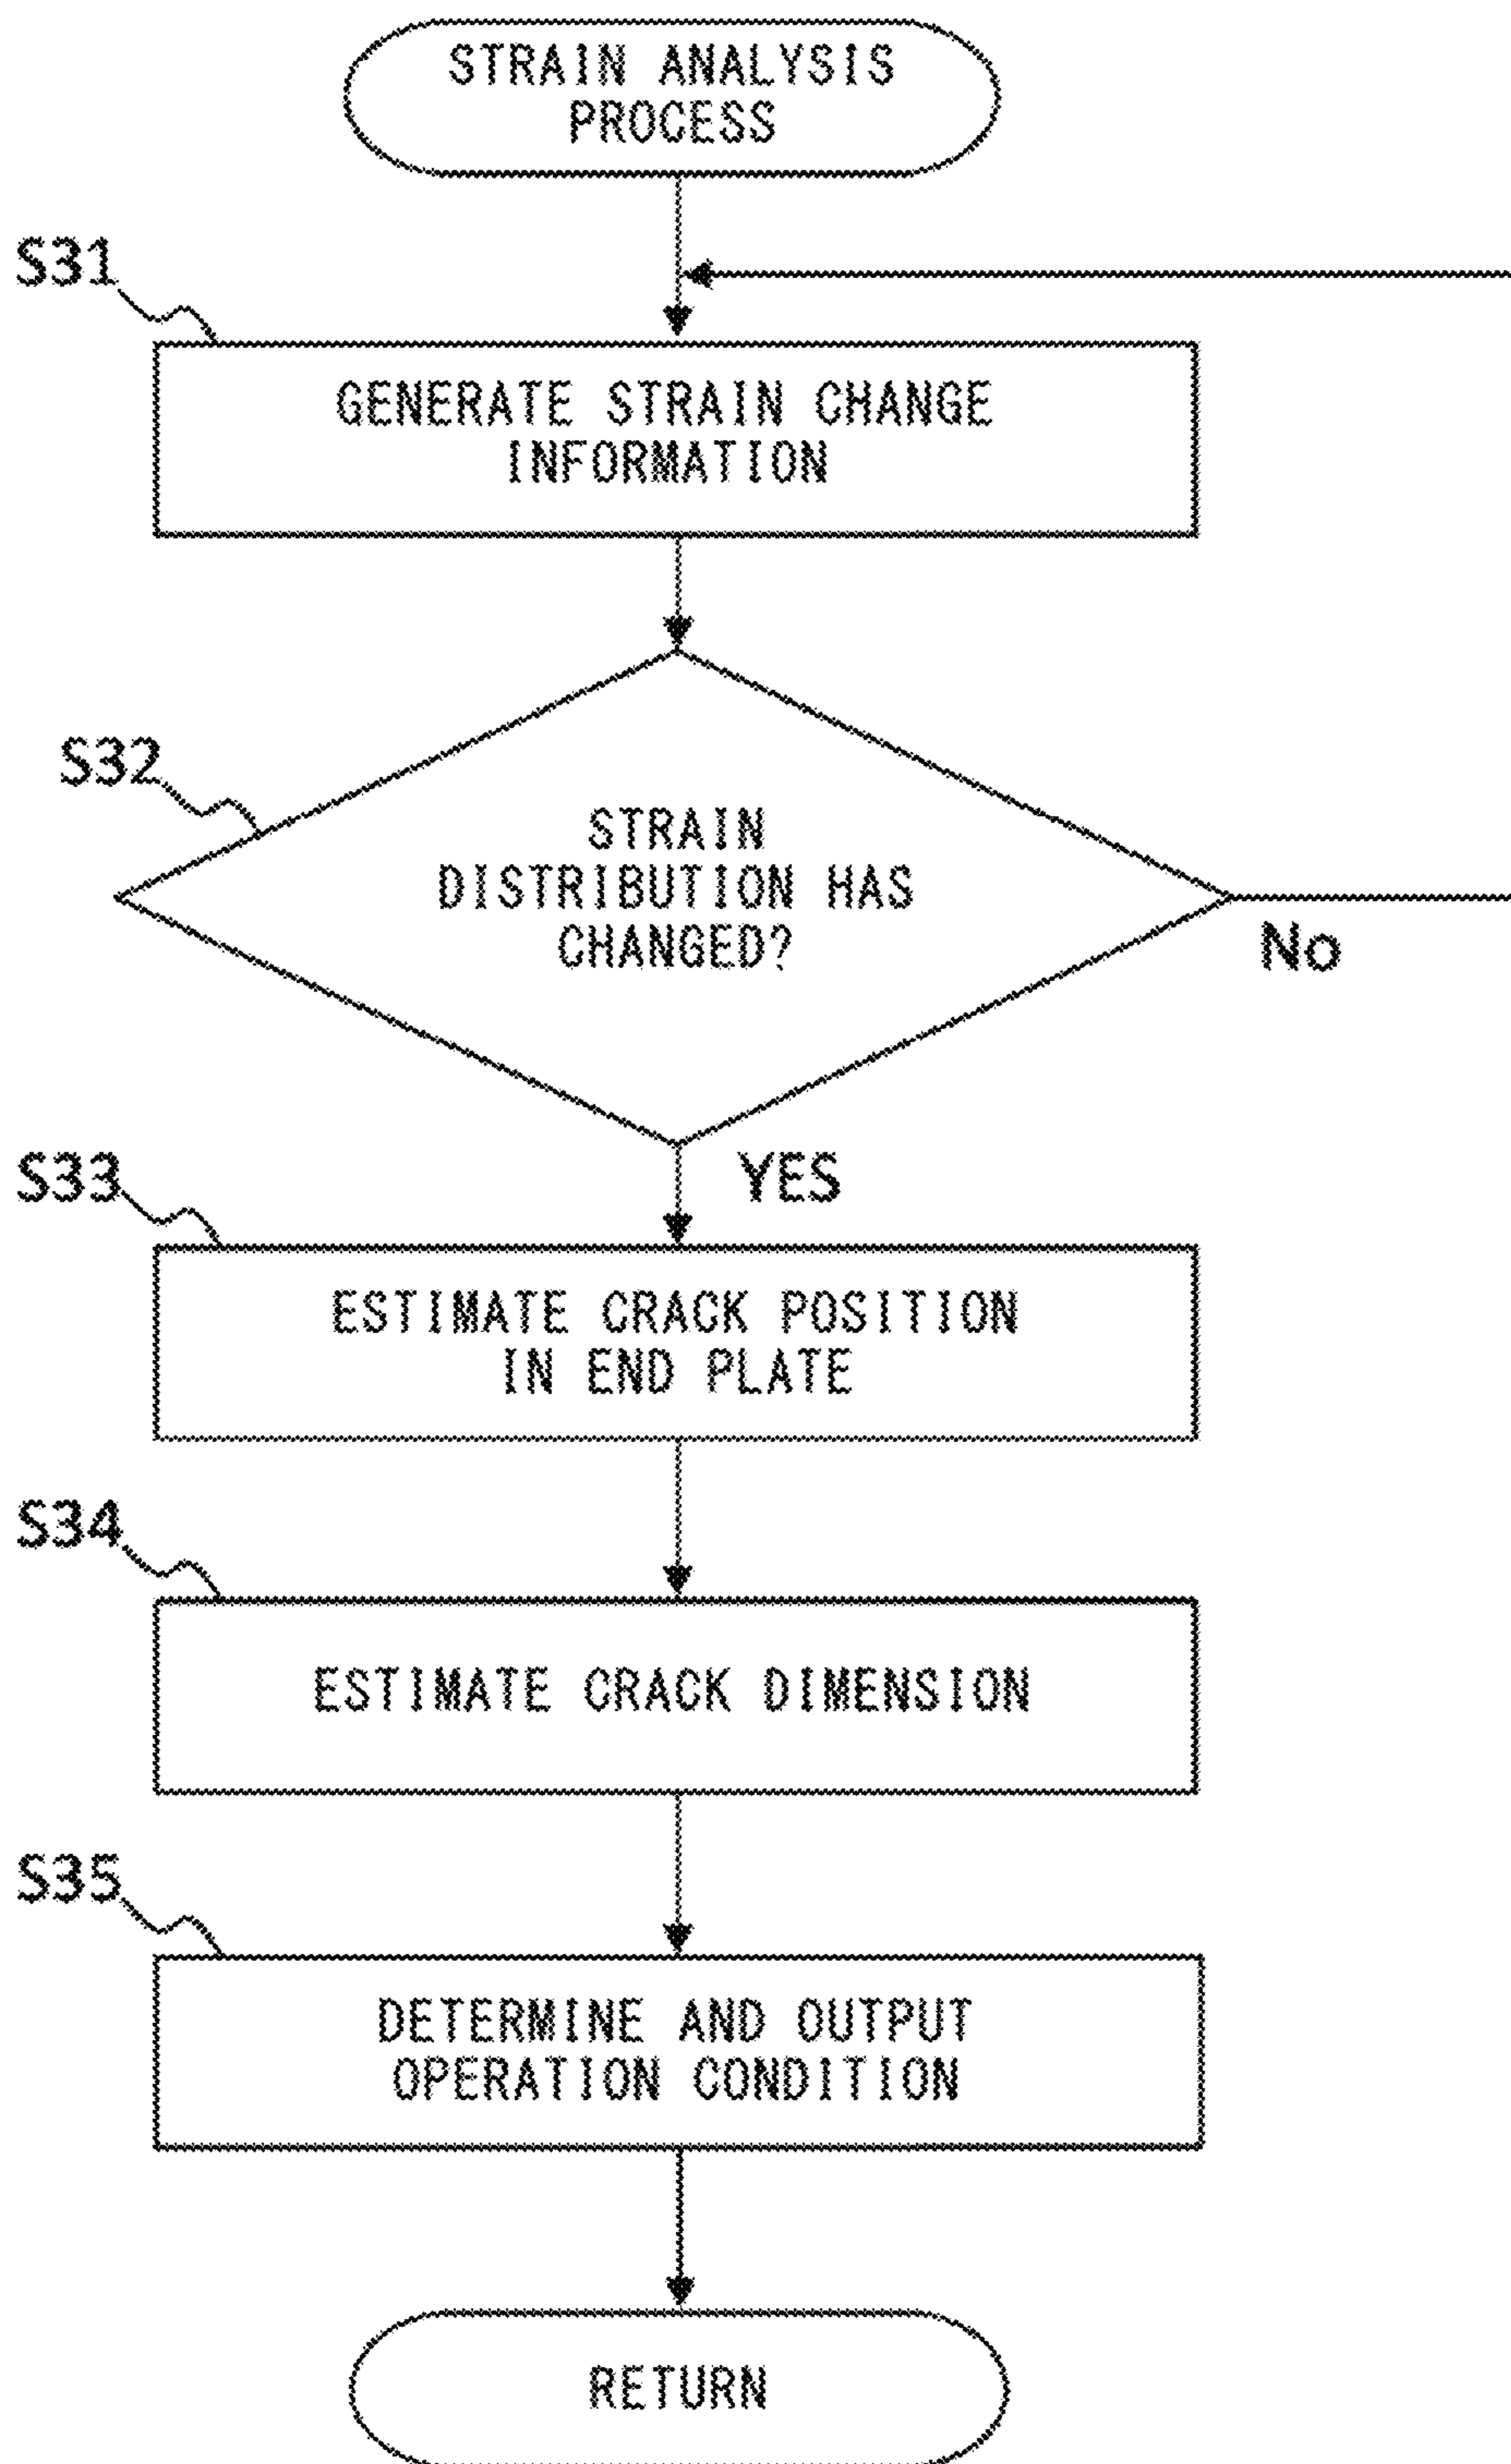 STRAIN ANALYSIS
PROCESS
S31
GENERATE STRAIN CHANGE
INFORMATION
S32
STRAIN
DISTRIBUTION HAS
CHANGED?
No
YES
S33
ESTIMATE CRACK POSITION
IN END PLATE
S34
ESTIMATE CRACK DIMENSION
S35
DETERMINE AND OUTPUT
OPERATION CONDITION
RETURN